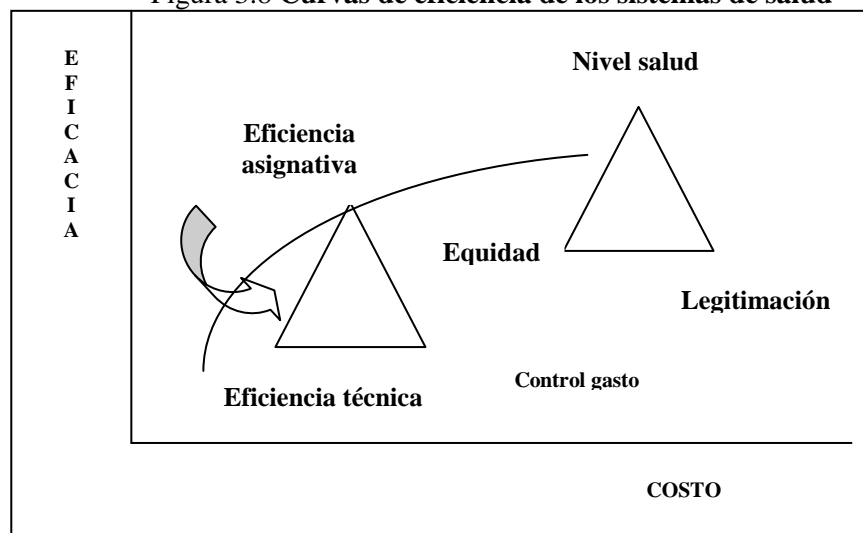 Figura 3.8 Curvas de eficiencia de los sistemas de salud
E
F
I
C
A
C
I
A
Nivel salud
Eficiencia
asignativa
Equidad
Legitimación
Control gasto
Eficiencia técnica
COSTO